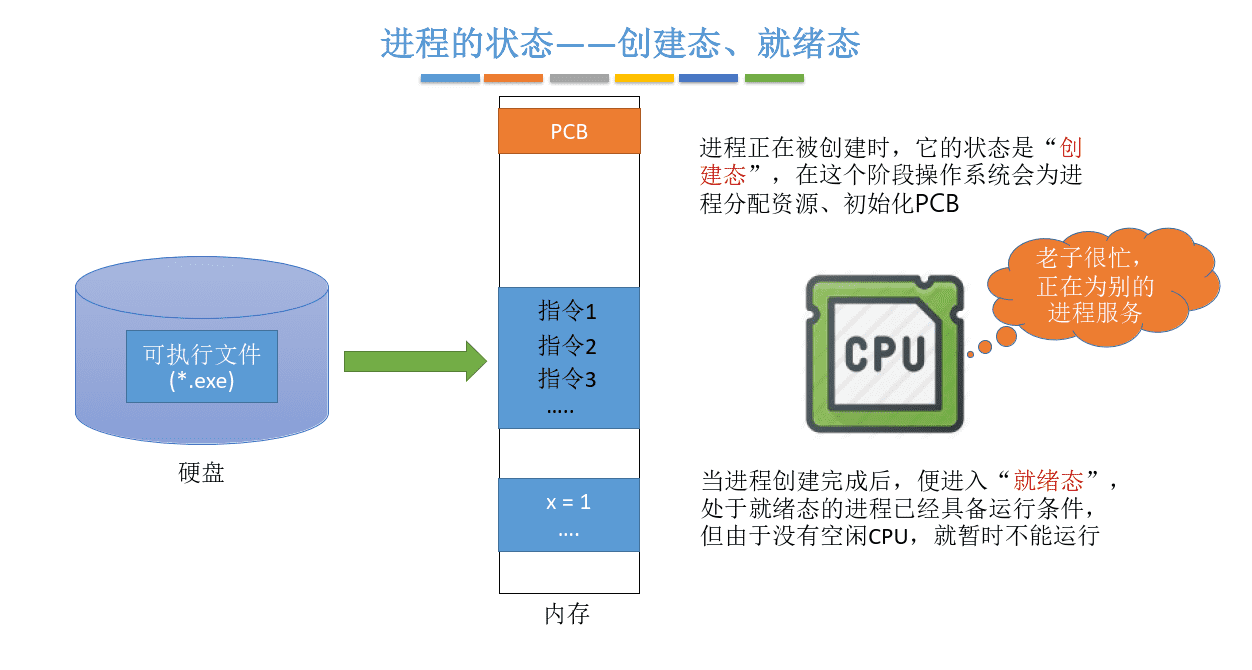 进程的状态——创建态、就绪态
PCB
进程正在被创建时，它的状态是“创
建态”，在这个阶段操作系统会为进
程分配资源、初始化PCB
老子很忙，
正在为别的
进程服务
指令1
指令2
指令3
…..
CPU
可执行文件
(*.exe)
硬盘
x = 1
….
当进程创建完成后，便进入“就绪态”，
处于就绪态的进程已经具备运行条件，
但由于没有空闲CPU，就暂时不能运行
内存